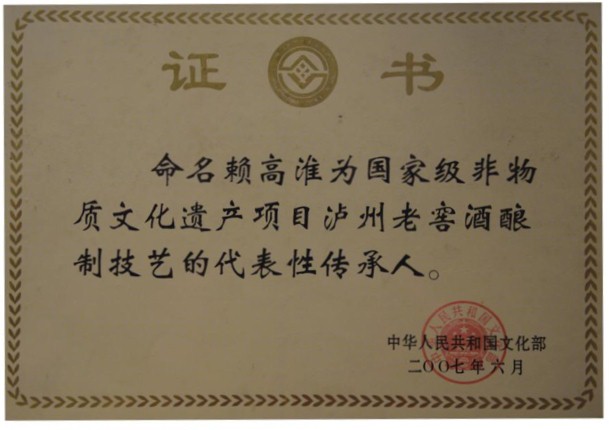 证 书
命名赖高淮为国家级非物
质文化遗产项目泸州老窖酒酿
制技艺的代表性传承人。
中华人民共和国文化部
二〇〇七年六月